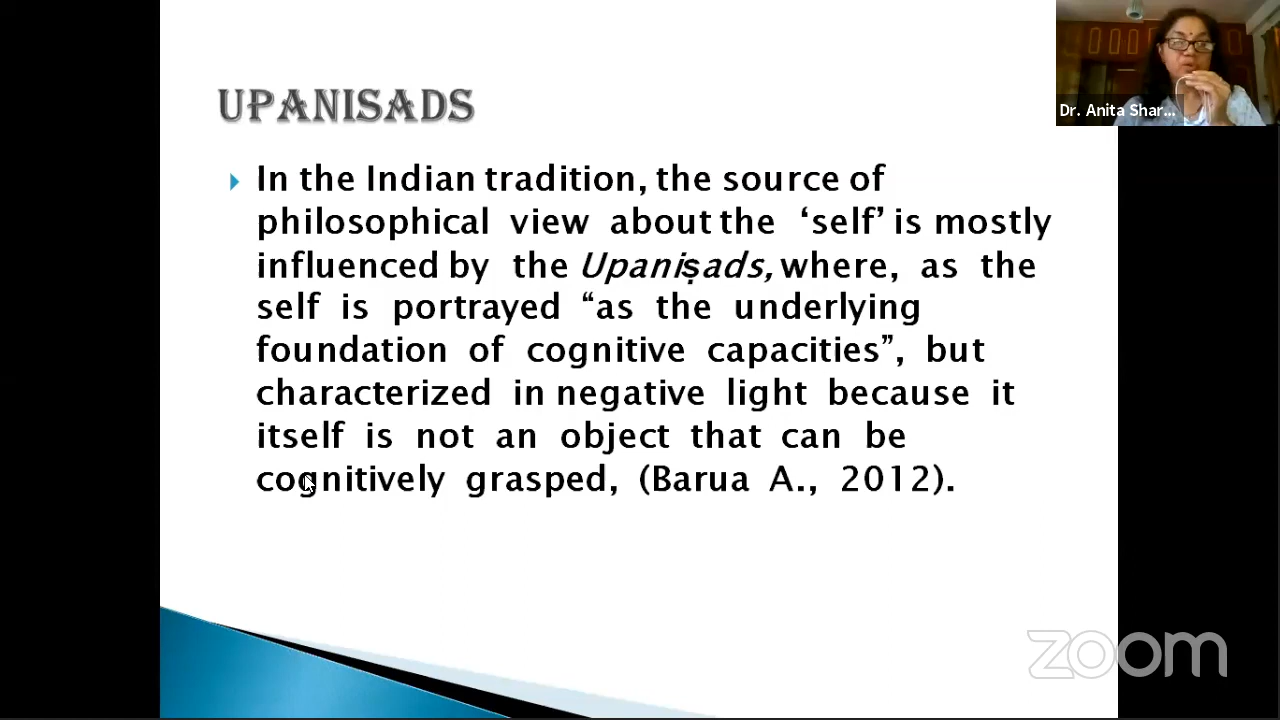 UPANISADS
In the Indian tradition, the source of
philosophical view about the ‘self’ is mostly
influenced by the Upaniṣads, where, as the
self is portrayed “as the underlying
foundation of cognitive capacities”, but
characterized in negative light because it
itself is not an object that can be
cognitively grasped, (Barua A., 2012).
Dr. Anita Shar...
zoom